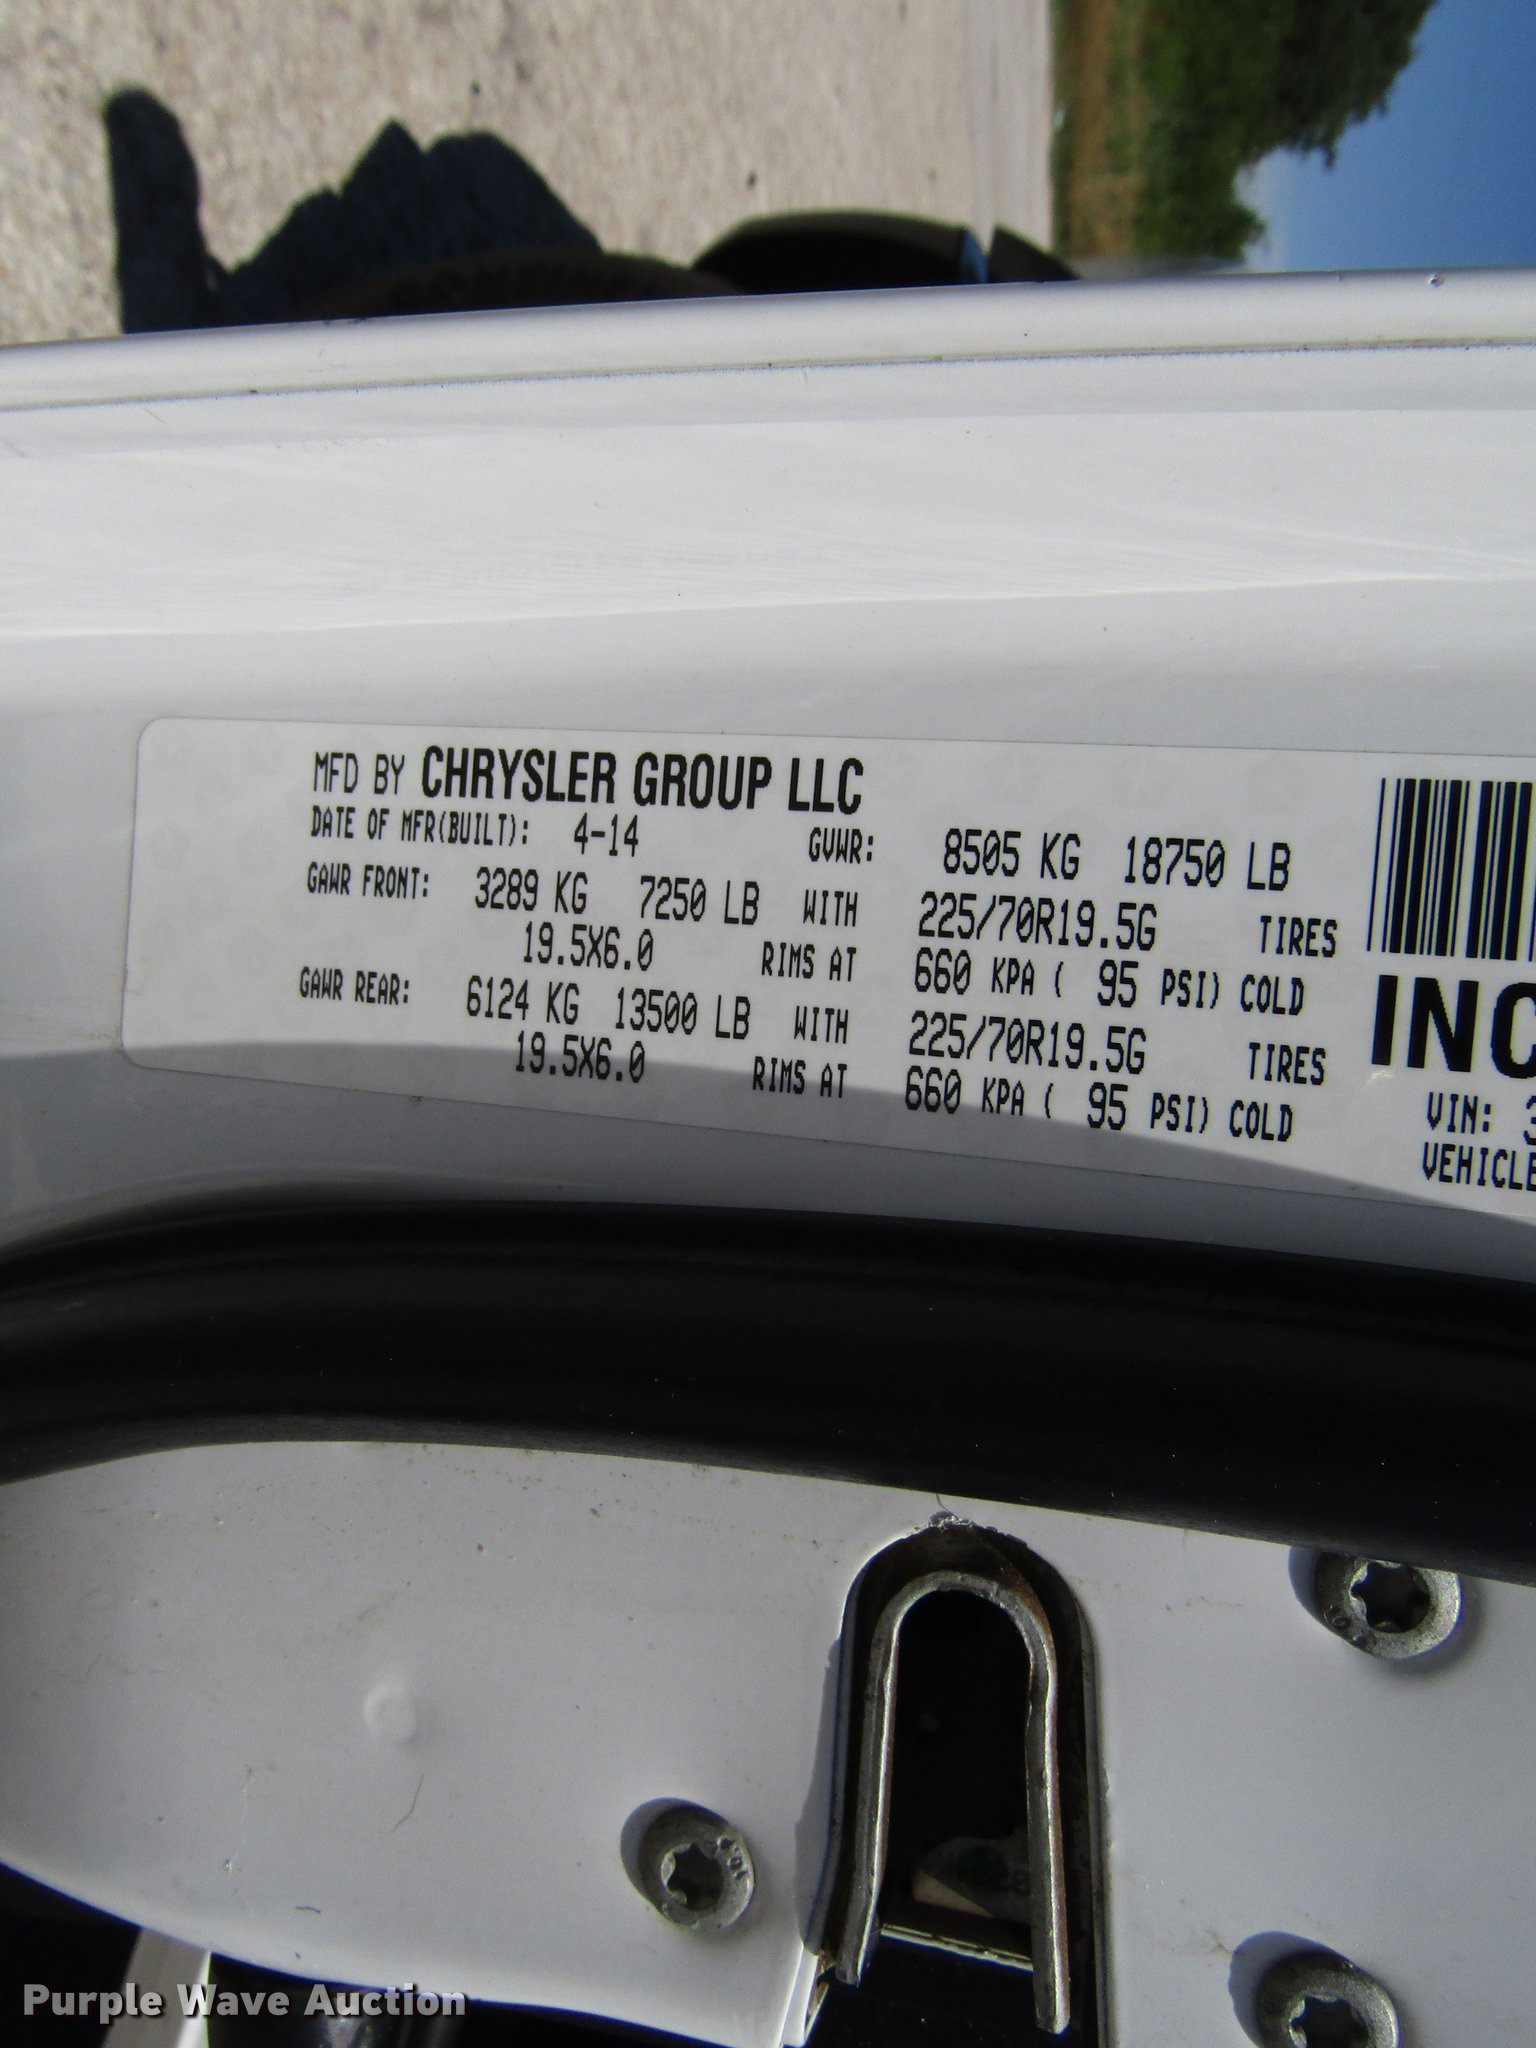 MFD BY CHRYSLER GROUP LLC
DATE OF MFR(BUILT): 4-14 GVWR: 8505 KG 18750 LB
GAWR FRONT: 3289 KG 7250 LB WITH 225/70R19.5G TIRES
19.5X6.0 RIMS AT 660 KPA ( 95 PSI) COLD
GAWR REAR: 6124 KG 13500 LB WITH 225/70R19.5G TIRES
19.5X6.0 RIMS AT 660 KPA ( 95 PSI) COLD
INC
VIN: 3
VEHICLE
Purple Wave Auction